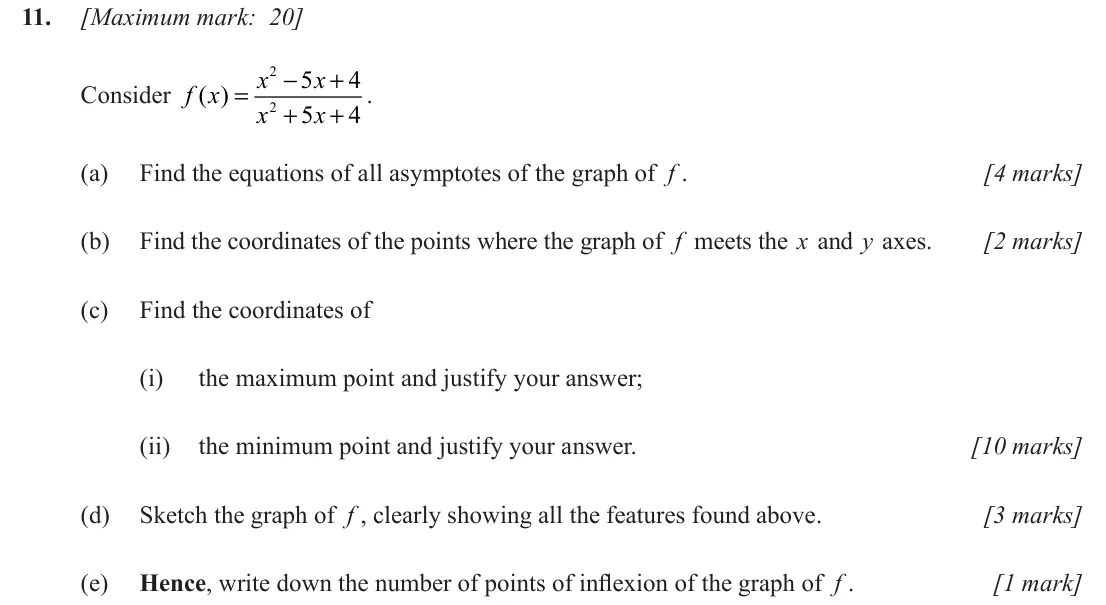 11. [Maximum mark: 20]
Consider f(x) = (x² − 5x + 4)/(x² + 5x + 4).
(a) Find the equations of all asymptotes of the graph of f. [4 marks]
(b) Find the coordinates of the points where the graph of f meets the x and y axes. [2 marks]
(c) Find the coordinates of
(i) the maximum point and justify your answer;
(ii) the minimum point and justify your answer. [10 marks]
(d) Sketch the graph of f, clearly showing all the features found above. [3 marks]
(e) Hence, write down the number of points of inflexion of the graph of f. [1 mark]